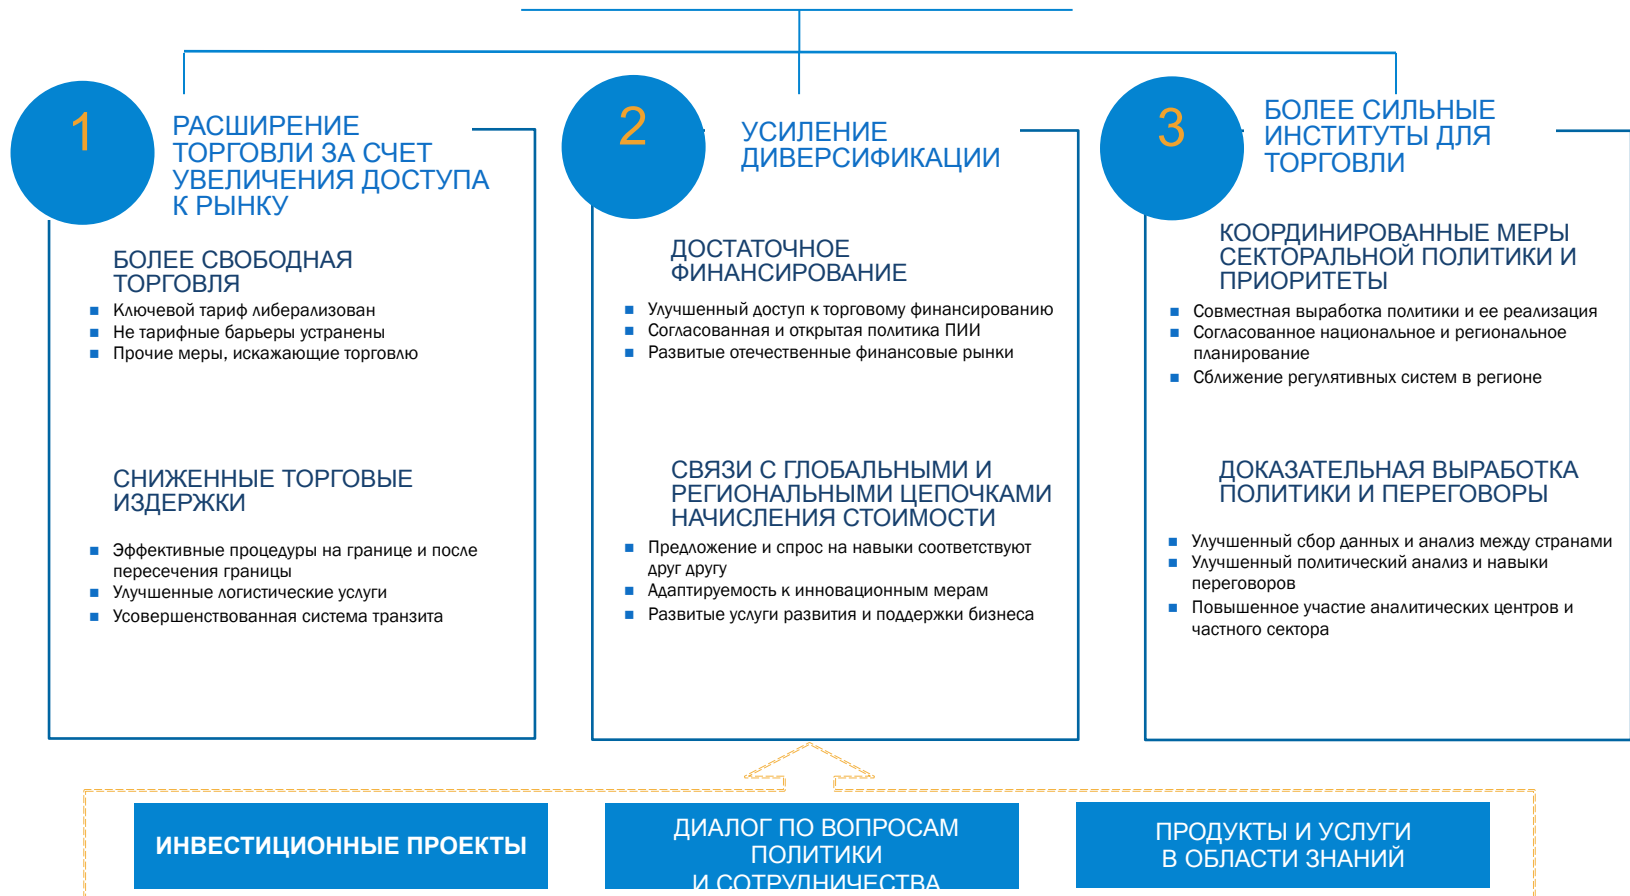 1
РАСШИРЕНИЕ
ТОРГОВЛИ ЗА СЧЕТ
УВЕЛИЧЕНИЯ ДОСТУПА
К РЫНКУ
БОЛЕЕ СВОБОДНАЯ
ТОРГОВЛЯ
Ключевой тариф либерализован
Не тарифные барьеры устранены
Прочие меры, искажающие торговлю
СНИЖЕННЫЕ ТОРГОВЫЕ
ИЗДЕРЖКИ
Эффективные процедуры на границе и после
пересечения границы
Улучшенные логистические услуги
Усовершенствованная система транзита
2
УСИЛЕНИЕ
ДИВЕРСИФИКАЦИИ
ДОСТАТОЧНОЕ
ФИНАНСИРОВАНИЕ
Улучшенный доступ к торговому финансированию
Согласованная и открытая политика ПИИ
Развитые отечественные финансовые рынки
СВЯЗИ С ГЛОБАЛЬНЫМИ И
РЕГИОНАЛЬНЫМИ ЦЕПОЧКАМИ
НАЧИСЛЕНИЯ СТОИМОСТИ
Предложение и спрос на навыки соответствуют
друг другу
Адаптируемость к инновационным мерам
Развитые услуги развития и поддержки бизнеса
3
БОЛЕЕ СИЛЬНЫЕ
ИНСТИТУТЫ ДЛЯ
ТОРГОВЛИ
КООРДИНИРОВАННЫЕ МЕРЫ
СЕКТОРАЛЬНОЙ ПОЛИТИКИ И
ПРИОРИТЕТЫ
Совместная выработка политики и ее реализация
Согласованное национальное и региональное
планирование
Сближение регулятивных систем в регионе
ДОКАЗАТЕЛЬНАЯ ВЫРАБОТКА
ПОЛИТИКИ И ПЕРЕГОВОРЫ
Улучшенный сбор данных и анализ между странами
Улучшенный политический анализ и навыки
переговоров
Повышенное участие аналитических центров и
частного сектора
ИНВЕСТИЦИОННЫЕ ПРОЕКТЫ
ДИАЛОГ ПО ВОПРОСАМ
ПОЛИТИКИ
И СОТРУДНИЧЕСТВА
ПРОДУКТЫ И УСЛУГИ
В ОБЛАСТИ ЗНАНИЙ